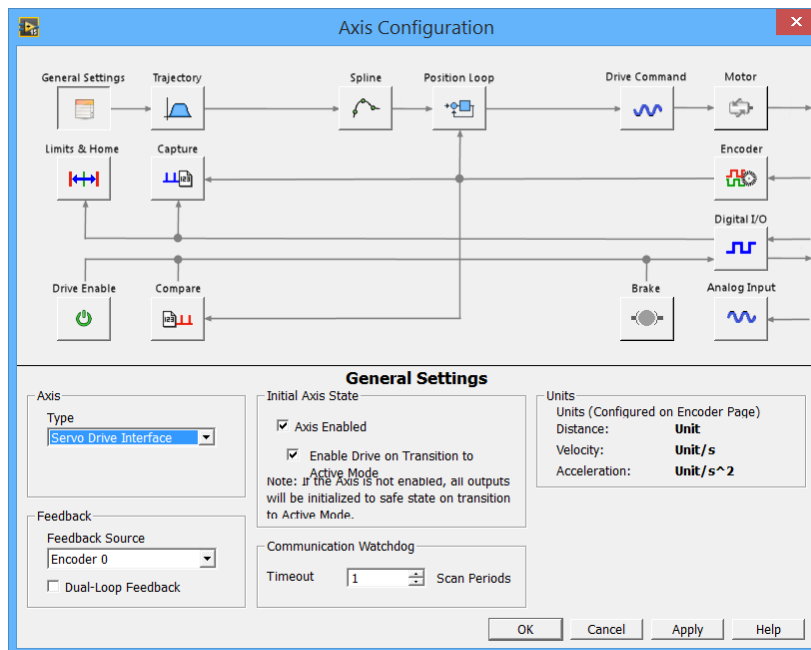 Axis Configuration
General Settings
Trajectory
Spline
Position Loop
Drive Command
Motor
Limits & Home
Capture
Encoder
Digital I/O
Drive Enable
Compare
Brake
Analog Input
General Settings
Axis
Type
Servo Drive Interface
Feedback
Feedback Source
Encoder 0
Dual-Loop Feedback
Initial Axis State
Axis Enabled
Enable Drive on Transition to
Active Mode
Note: If the Axis is not enabled, all outputs
will be initialized to safe state on transition
to Active Mode.
Communication Watchdog
Timeout 1 Scan Periods
Units
Units (Configured on Encoder Page)
Distance: Unit
Velocity: Unit/s
Acceleration: Unit/s^2
OK Cancel Apply Help